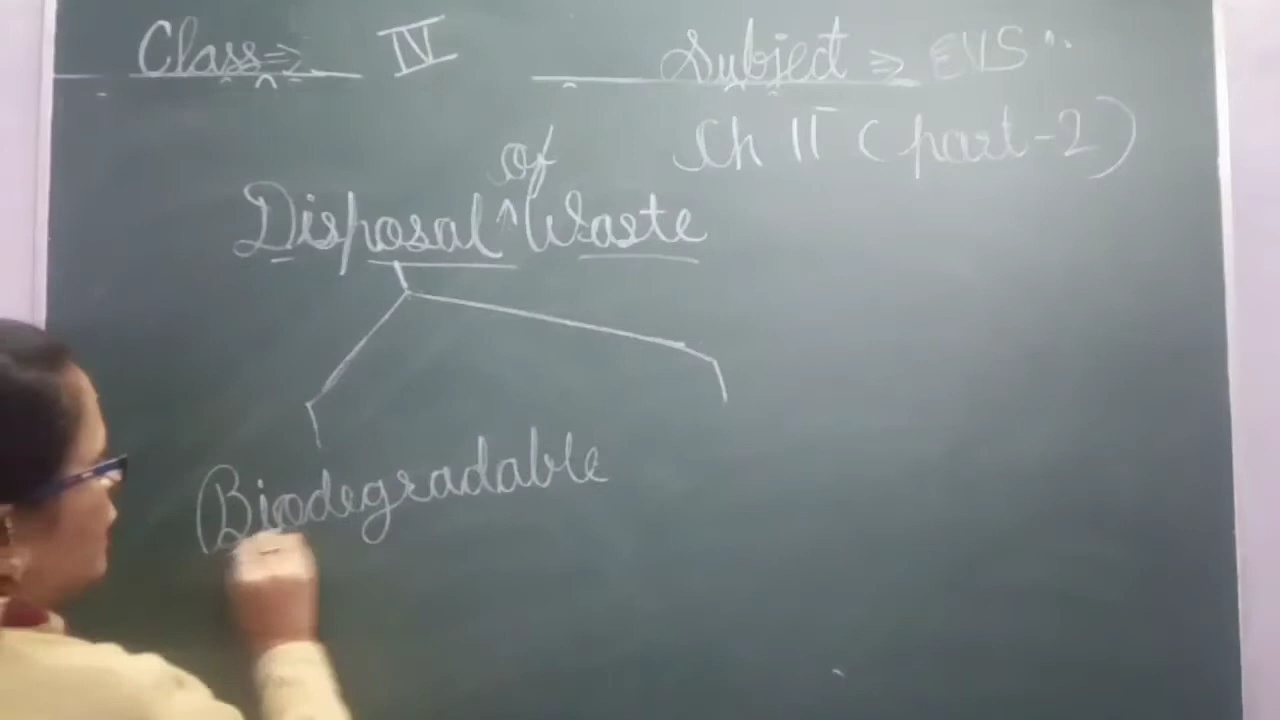 Class ⇒ IV Subject ⇒ EVS
Ch 11 (part-2)
Disposal of Waste
Biodegradable